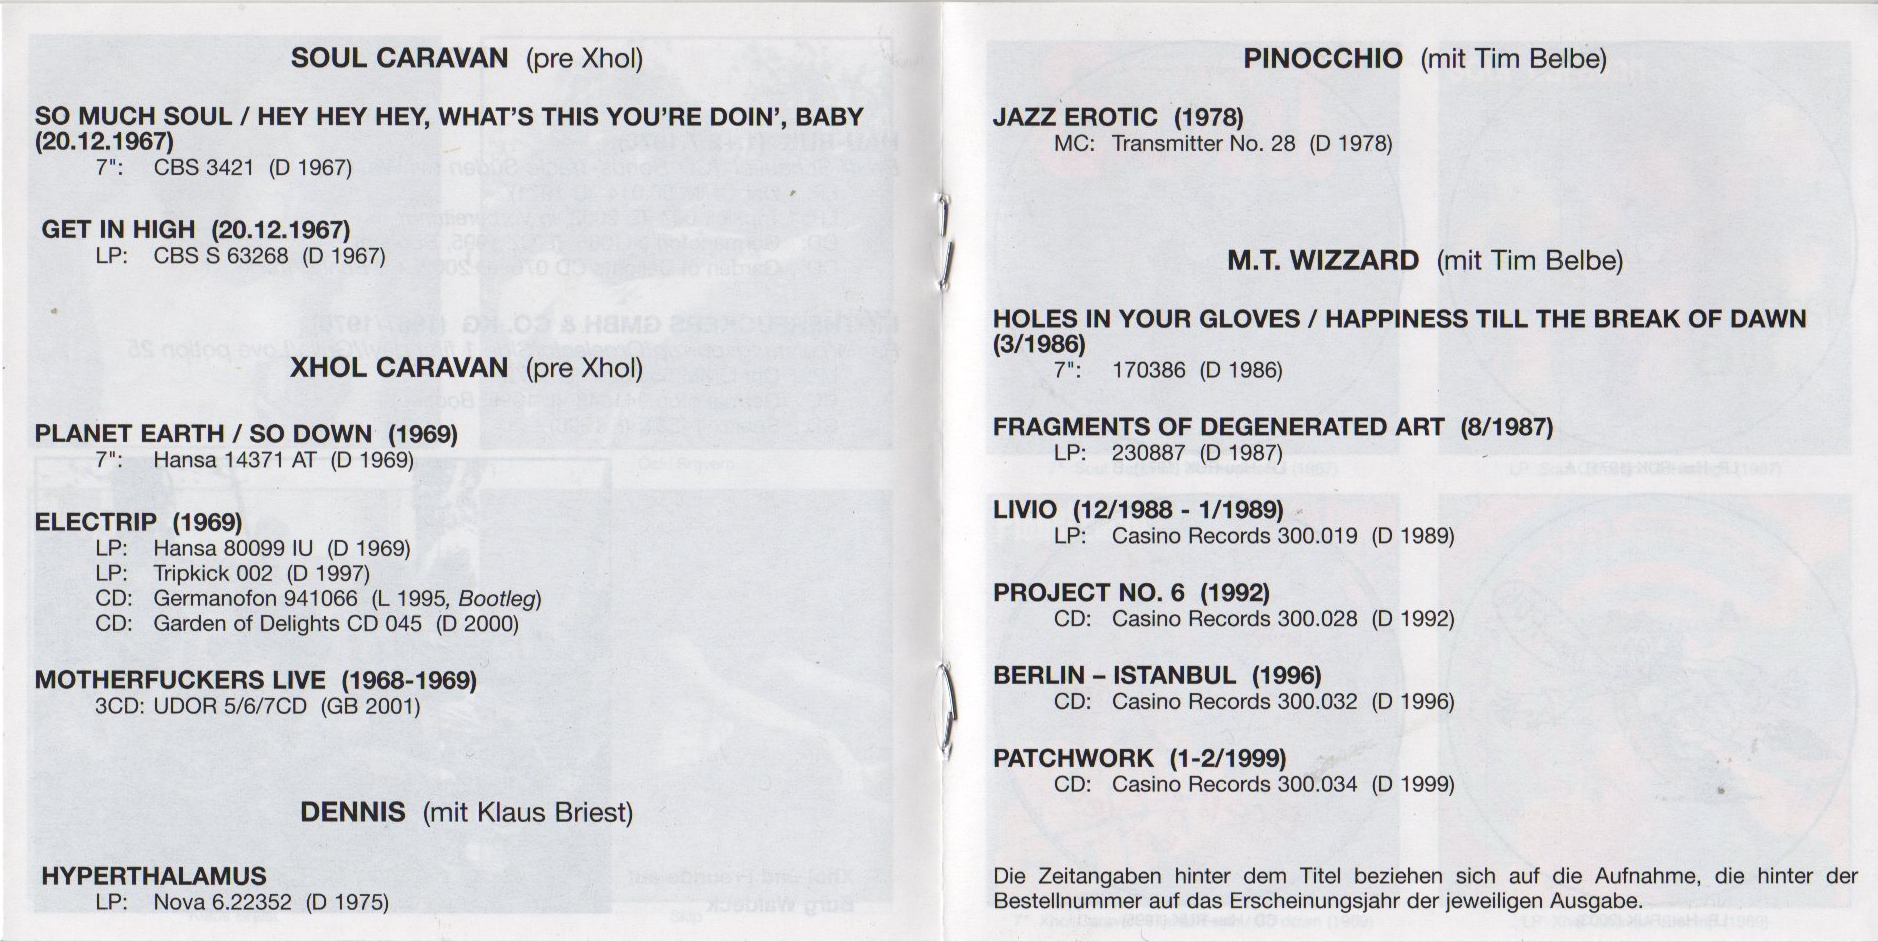 SOUL CARAVAN (pre Xhol)
SO MUCH SOUL / HEY HEY HEY, WHAT'S THIS YOU'RE DOIN', BABY
(20.12.1967)
7": CBS 3421 (D 1967)
GET IN HIGH (20.12.1967)
LP: CBS S 63268 (D 1967)
XHOL CARAVAN (pre Xhol)
PLANET EARTH / SO DOWN (1969)
7": Hansa 14371 AT (D 1969)
ELECTRIP (1969)
LP: Hansa 80099 IU (D 1969)
LP: Tripkick 002 (D 1997)
CD: Germanofon 941066 (L 1995, Bootleg)
CD: Garden of Delights CD 045 (D 2000)
MOTHERFUCKERS LIVE (1968-1969)
3CD: UDOR 5/6/7CD (GB 2001)
DENNIS (mit Klaus Briest)
HYPERTHALAMUS
LP: Nova 6.22352 (D 1975)
PINOCCHIO (mit Tim Belbe)
JAZZ EROTIC (1978)
MC: Transmitter No. 28 (D 1978)
M.T. WIZZARD (mit Tim Belbe)
HOLES IN YOUR GLOVES / HAPPINESS TILL THE BREAK OF DAWN
(3/1986)
7": 170386 (D 1986)
FRAGMENTS OF DEGENERATED ART (8/1987)
LP: 230887 (D 1987)
LIVIO (12/1988 - 1/1989)
LP: Casino Records 300.019 (D 1989)
PROJECT NO. 6 (1992)
CD: Casino Records 300.028 (D 1992)
BERLIN – ISTANBUL (1996)
CD: Casino Records 300.032 (D 1996)
PATCHWORK (1-2/1999)
CD: Casino Records 300.034 (D 1999)
Die Zeitangaben hinter dem Titel beziehen sich auf die Aufnahme, die hinter der
Bestellnummer auf das Erscheinungsjahr der jeweiligen Ausgabe.